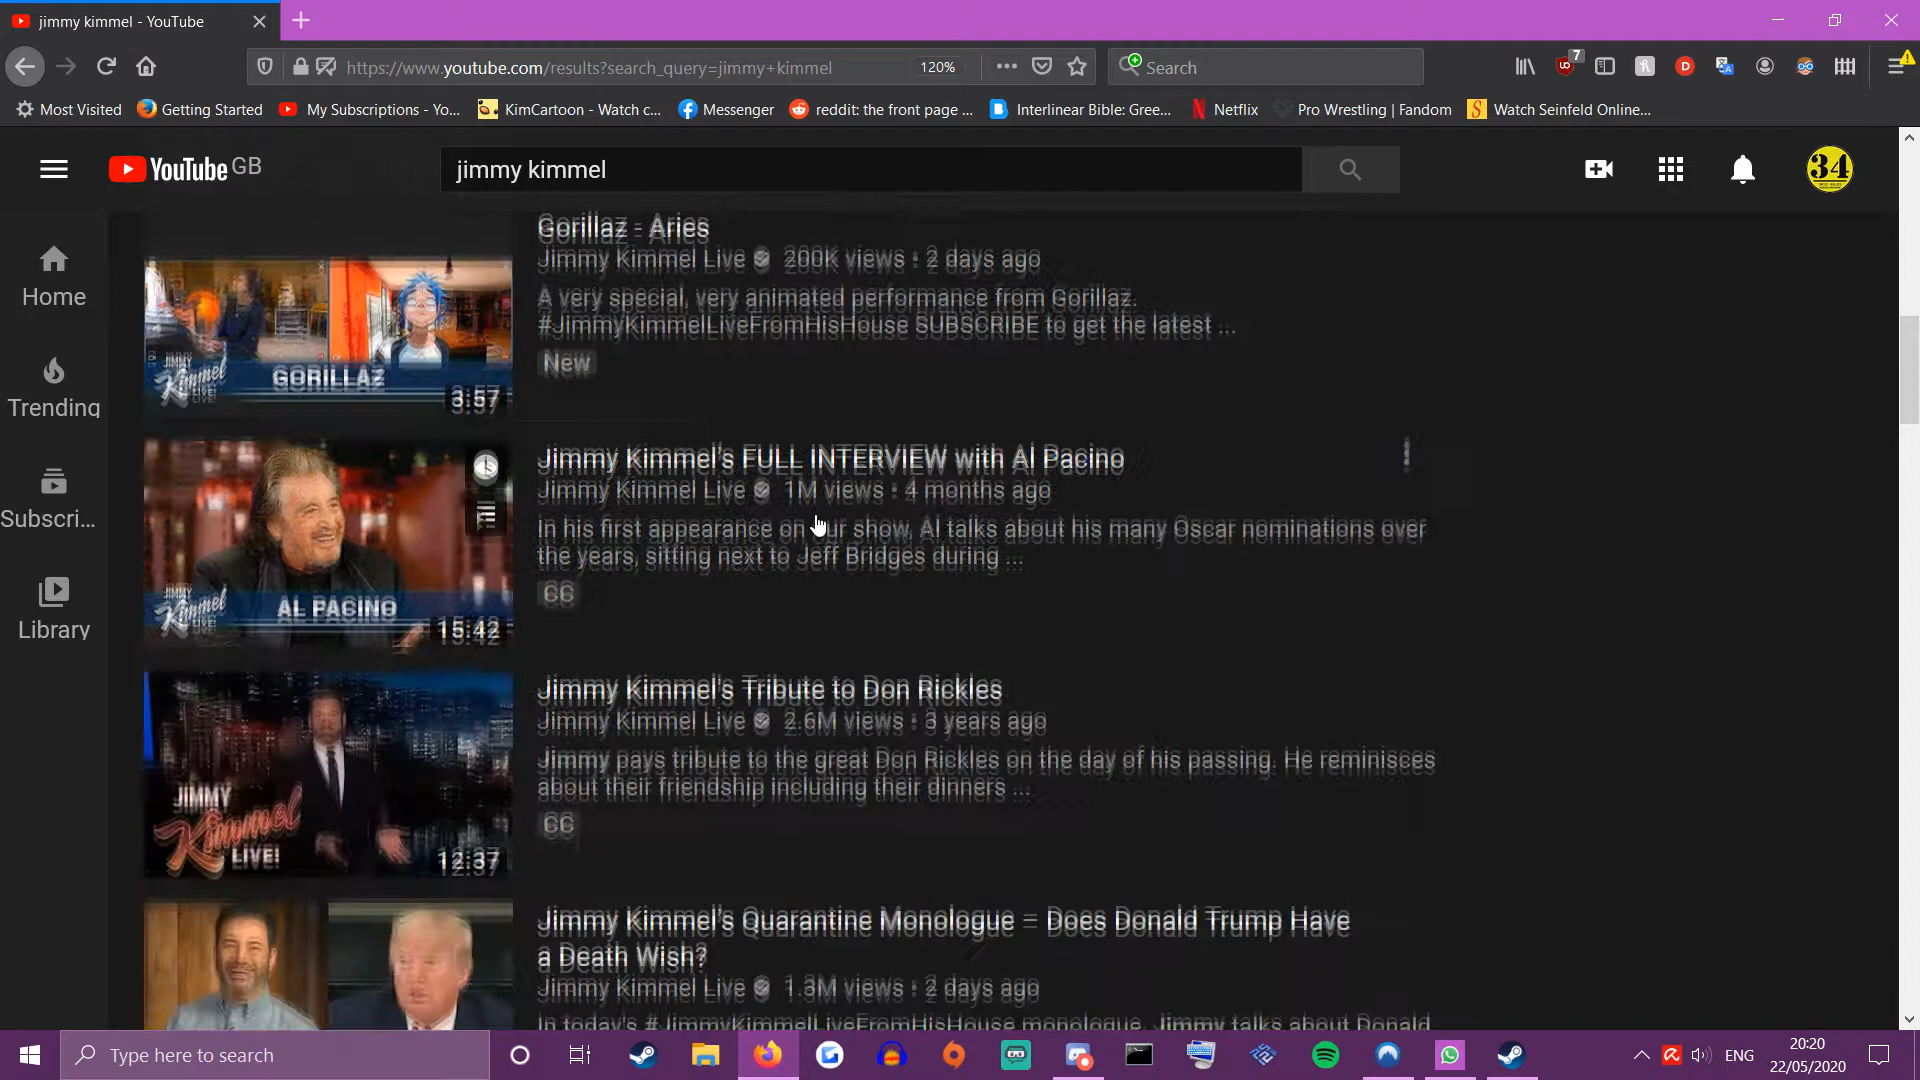 jimmy kimmel - YouTube
https://www.youtube.com/results?search_query=jimmy+kimmel
120%
Search
7
Most Visited
Getting Started
My Subscriptions - Yo...
KimCartoon - Watch c...
Messenger
reddit: the front page ...
Interlinear Bible: Gree...
Netflix
Pro Wrestling | Fandom
Watch Seinfeld Online...
YouTube GB
jimmy kimmel
34
Home
Trending
Subscri...
Library
Gorillaz - Aries
Jimmy Kimmel Live 200K views · 2 days ago
A very special, very animated performance from Gorillaz.
#JimmyKimmelLiveFromHisHouse SUBSCRIBE to get the latest ...
New
JIMMY
Kimmel
LIVE!
GORILLAZ
3:57
Jimmy Kimmel's FULL INTERVIEW with Al Pacino
Jimmy Kimmel Live 1M views · 4 months ago
In his first appearance on our show, Al talks about his many Oscar nominations over
the years, sitting next to Jeff Bridges during ...
CC
JIMMY
Kimmel
LIVE!
AL PACINO
15:42
Jimmy Kimmel's Tribute to Don Rickles
Jimmy Kimmel Live 2.6M views · 3 years ago
Jimmy pays tribute to the great Don Rickles on the day of his passing. He reminisces
about their friendship including their dinners ...
CC
JIMMY
Kimmel
LIVE!
12:37
Jimmy Kimmel's Quarantine Monologue – Does Donald Trump Have
a Death Wish?
Jimmy Kimmel Live 1.3M views · 2 days ago
In today's #JimmyKimmelLiveFromHisHouse monologue, Jimmy talks about Donald
Type here to search
ENG
20:20
22/05/2020